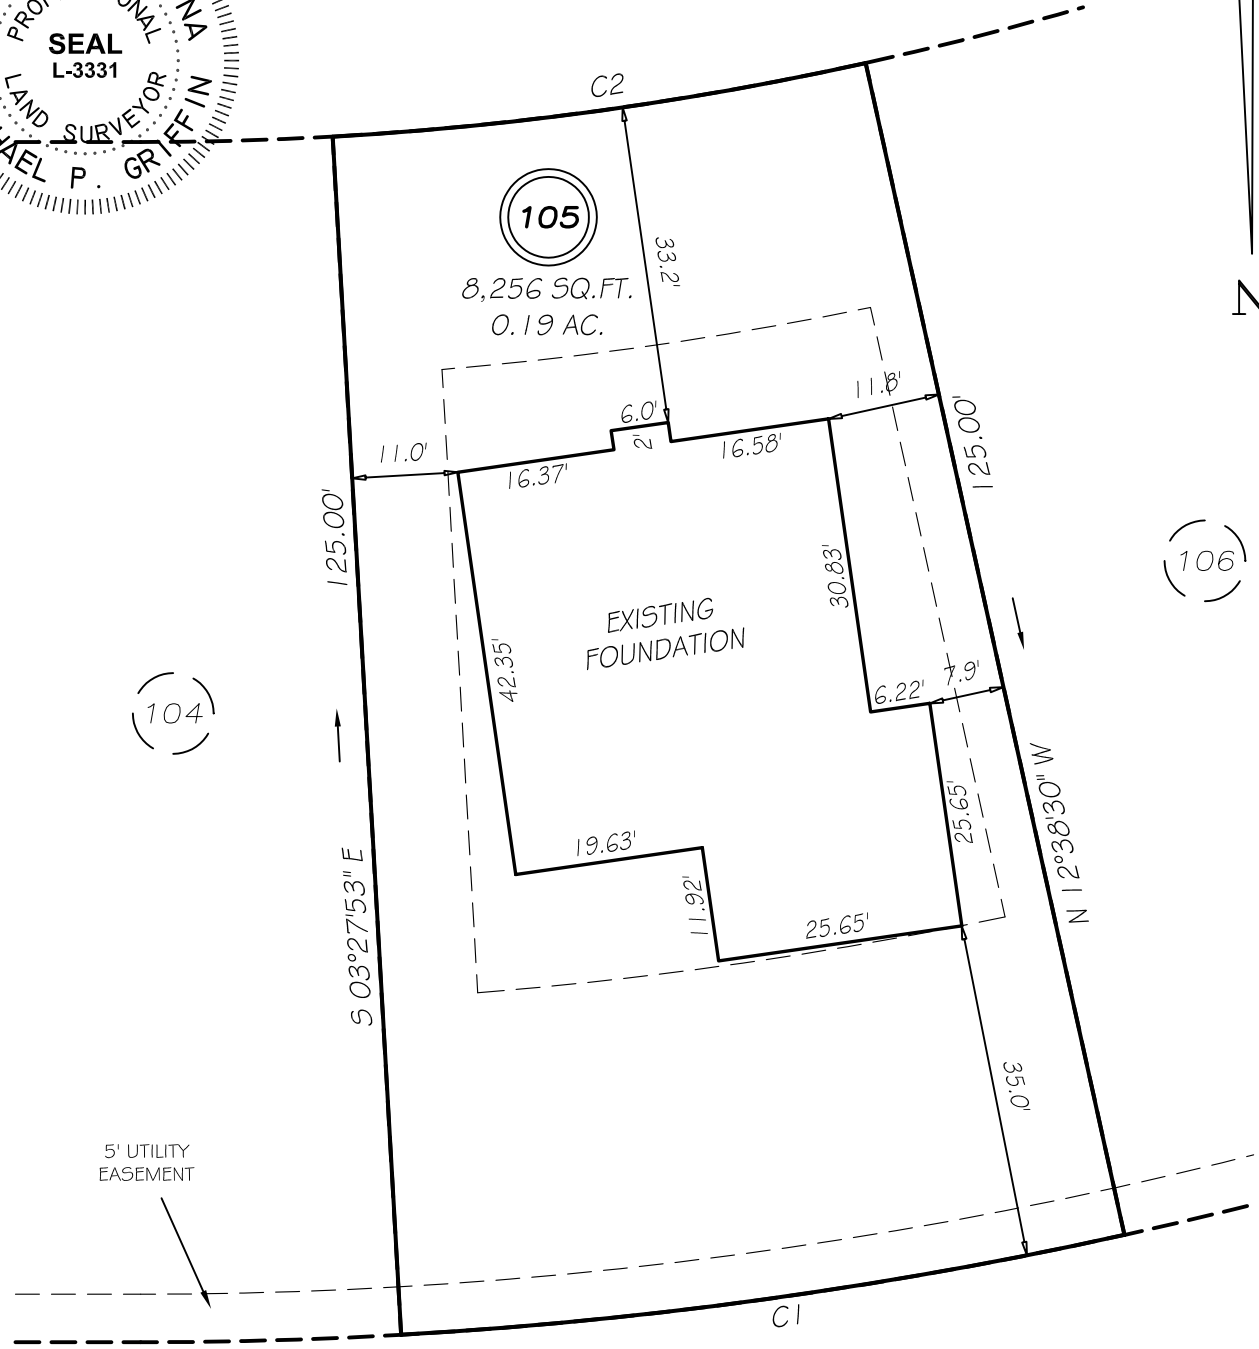 SEAL
L-3331
LAND SURVEYOR
P. GRIFFIN
C2
105
8,256 SQ.FT.
0.19 AC.
33.2'
11.8'
6.0'
2'
11.0'
16.37'
16.58'
125.00'
125.00'
30.83'
106
EXISTING
FOUNDATION
42.35'
6.22'
7.9'
104
N 12°38'30" W
25.65'
19.63'
11.92'
25.65'
S 03°27'53" E
35.0'
5' UTILITY
EASEMENT
C1
N